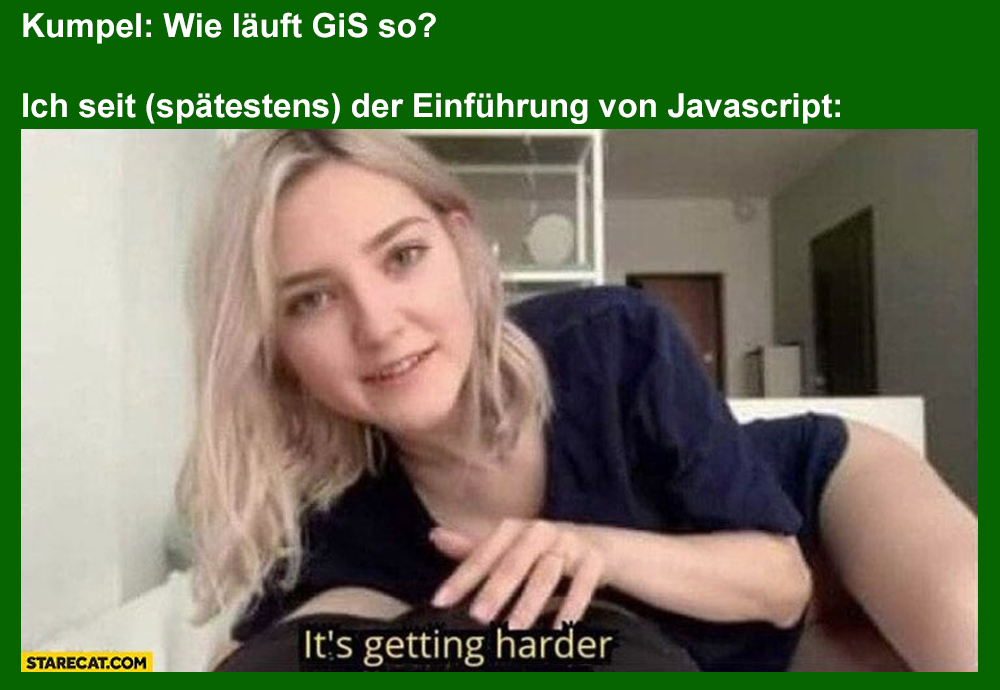 Kumpel: Wie läuft GiS so?
Ich seit (spätestens) der Einführung von Javascript:
It's getting harder
STARECAT.COM